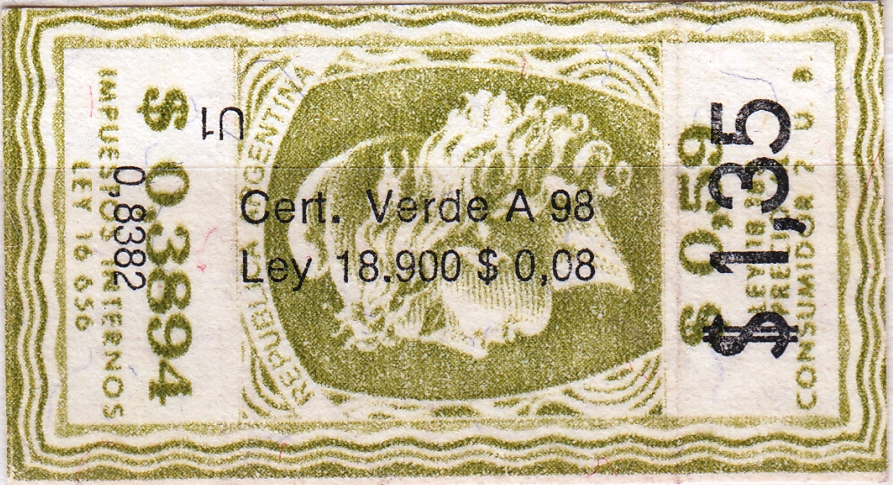 IMPUESTOS INTERNOS
LEY 16 656
0,8382
$ 0,3894
U1
REPUBLICA ARGENTINA
Cert. Verde A 98
Ley 18.900 $ 0,08
$ 0,59
$ 1,35
CONSUMIDOR 2 U. P.